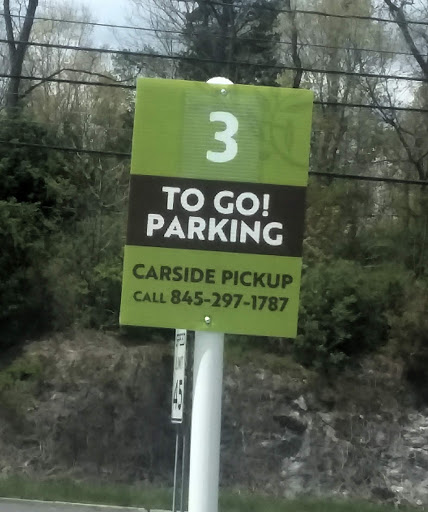 3
TO GO!
PARKING
CARSIDE PICKUP
CALL 845-297-1787